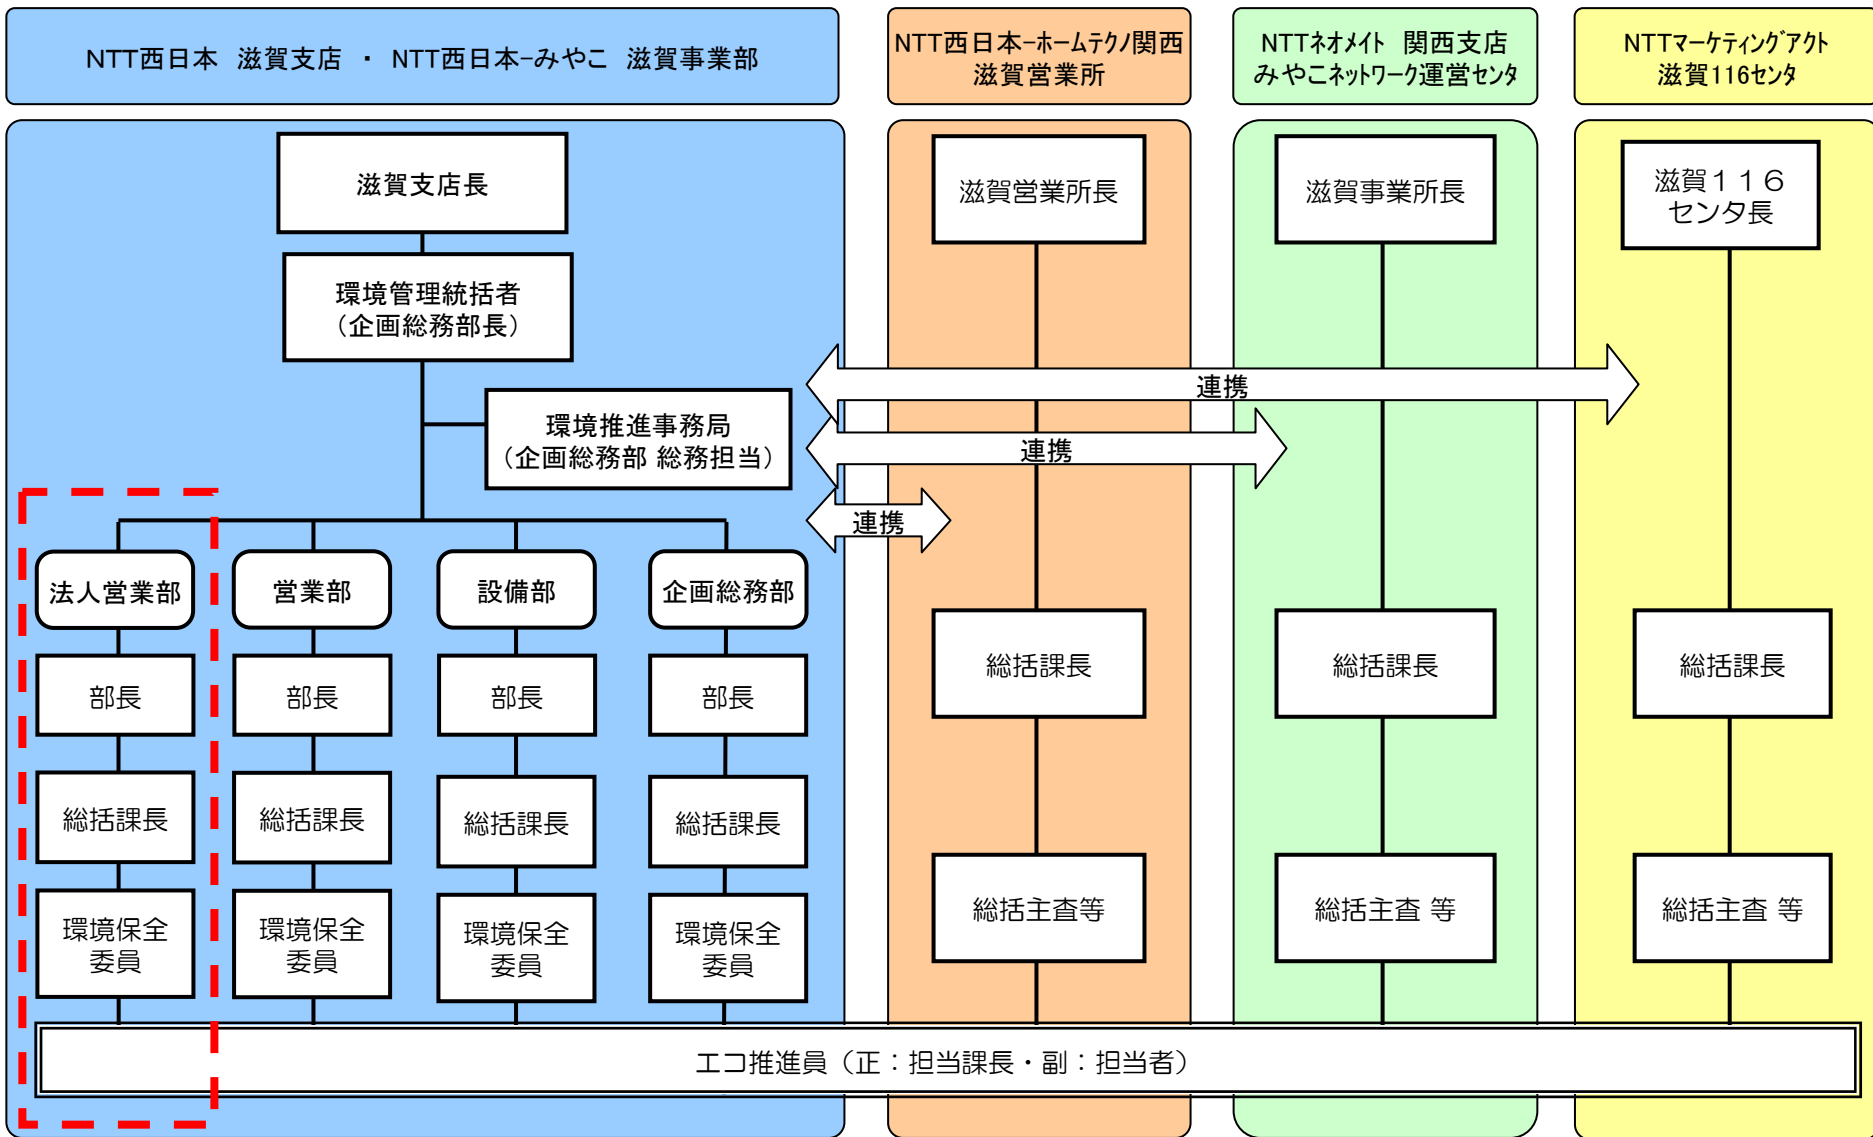 NTT西日本　滋賀支店　・　NTT西日本-みやこ　滋賀事業部
NTT西日本-ホームテクノ関西
滋賀営業所
NTTネオメイト　関西支店
みやこネットワーク運営センタ
NTTマーケティングアクト
滋賀116センタ
滋賀支店長
環境管理統括者
（企画総務部長）
環境推進事務局
（企画総務部 総務担当）
滋賀営業所長
滋賀事業所長
滋賀１１６
センタ長
連携
連携
連携
法人営業部
営業部
設備部
企画総務部
部長
部長
部長
部長
総括課長
総括課長
総括課長
総括課長
環境保全
委員
環境保全
委員
環境保全
委員
環境保全
委員
総括課長
総括課長
総括課長
総括主査等
総括主査 等
総括主査 等
エコ推進員（正：担当課長・副：担当者）